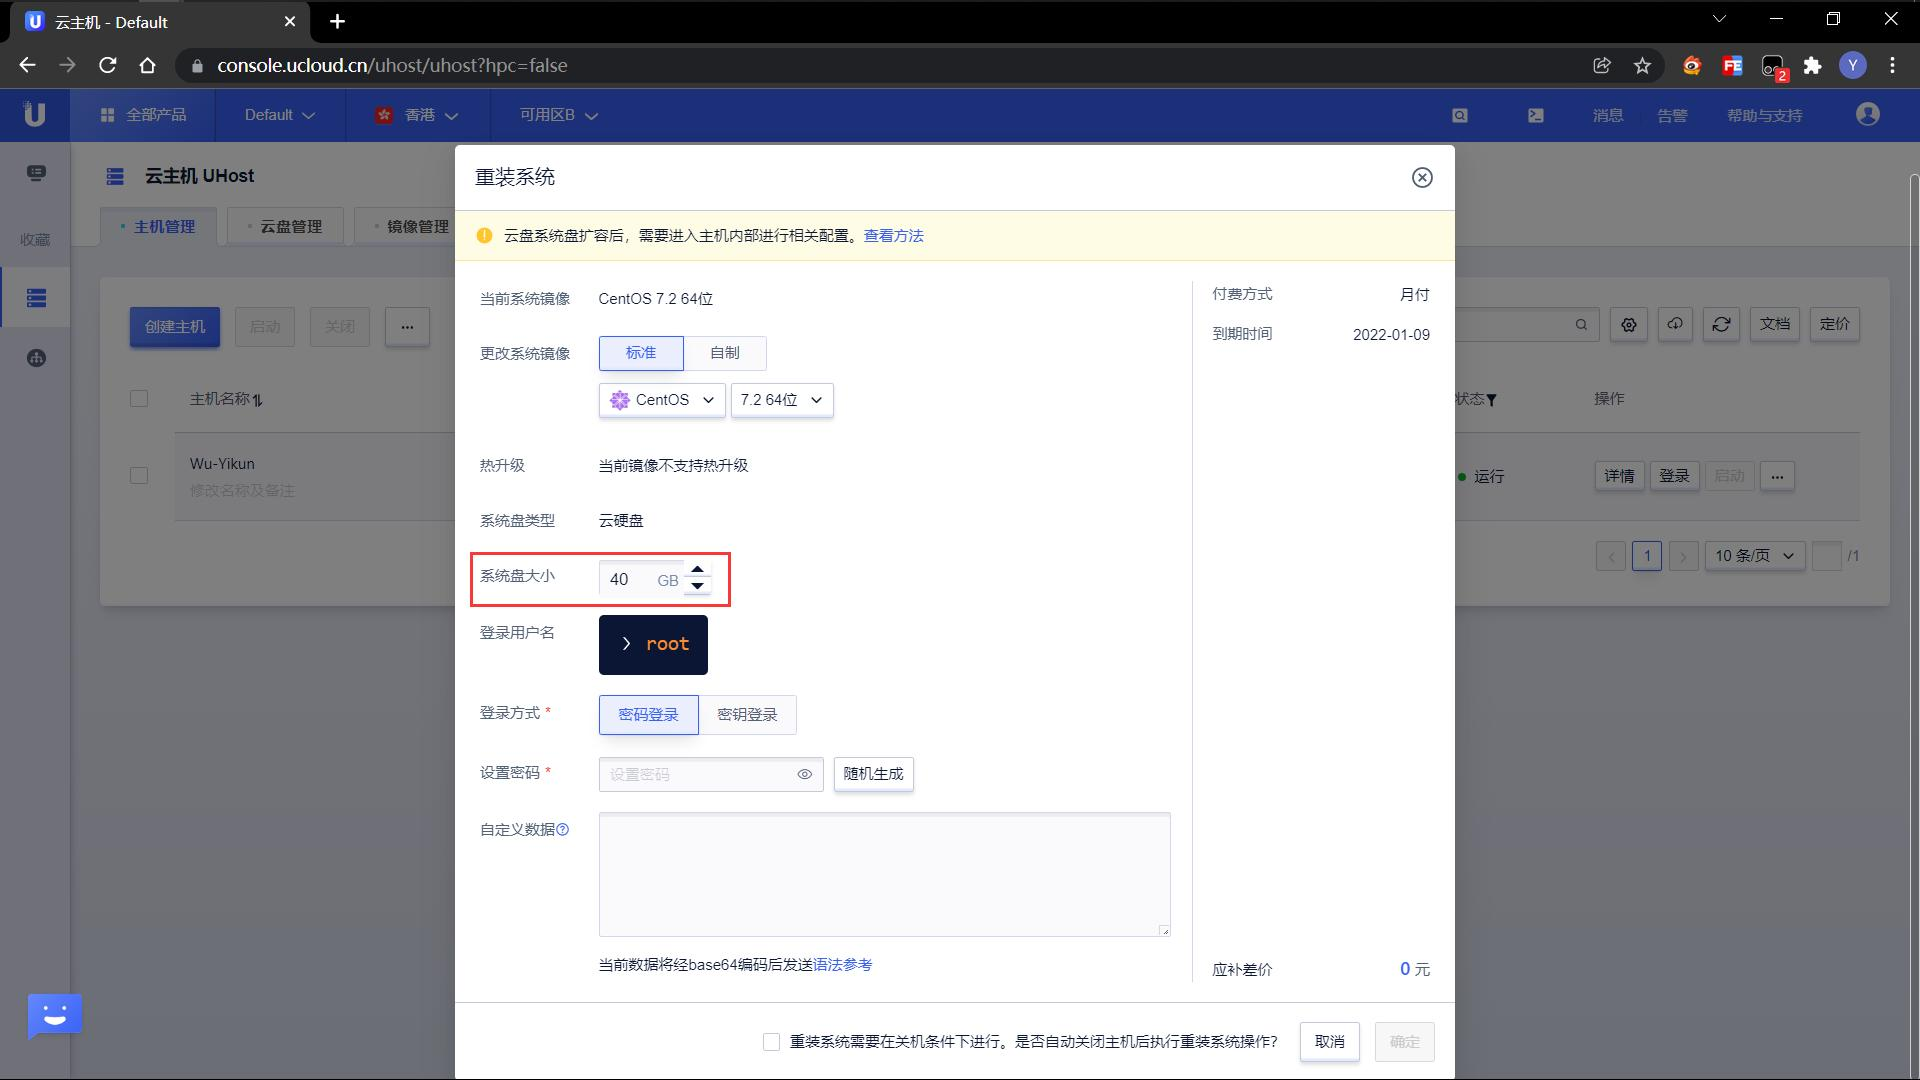 云主机 - Default
console.ucloud.cn/uhost/uhost?hpc=false
FE
2
Y
U
全部产品
Default
香港
可用区B
消息
告警
帮助与支持
云主机 UHost
收藏
主机管理
云盘管理
镜像管理
创建主机
启动
关闭
...
文档
定价
主机名称
状态
操作
Wu-Yikun
修改名称及备注
运行
详情
登录
启动
...
1
10 条/页
/1
重装系统
云盘系统盘扩容后，需要进入主机内部进行相关配置。查看方法
当前系统镜像 CentOS 7.2 64位
更改系统镜像 标准 自制
CentOS 7.2 64位
热升级 当前镜像不支持热升级
系统盘类型 云硬盘
系统盘大小 40 GB
登录用户名 root
登录方式 * 密码登录 密钥登录
设置密码 * 设置密码 随机生成
自定义数据
当前数据将经base64编码后发送语法参考
付费方式 月付
到期时间 2022-01-09
应补差价 0 元
重装系统需要在关机条件下进行。是否自动关闭主机后执行重装系统操作?
取消
确定